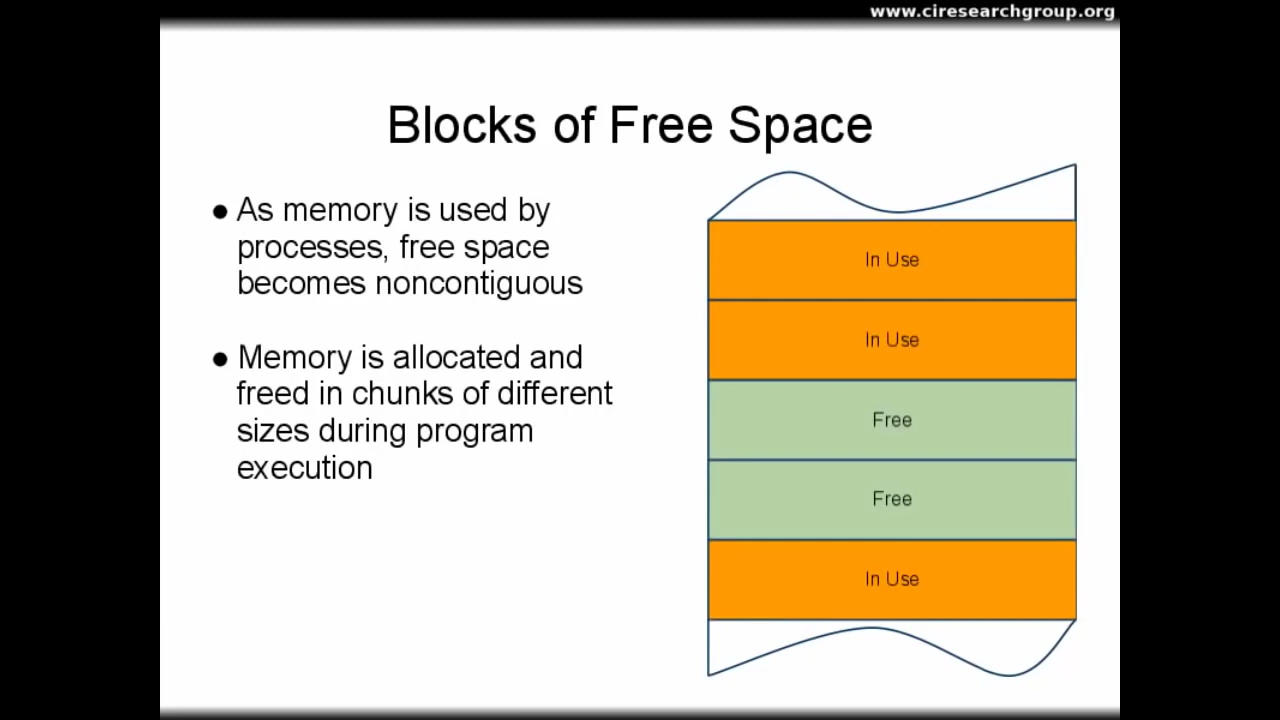 www.ciresearchgroup.org
Blocks of Free Space
● As memory is used by
processes, free space
becomes noncontiguous
● Memory is allocated and
freed in chunks of different
sizes during program
execution
In Use
In Use
Free
Free
In Use